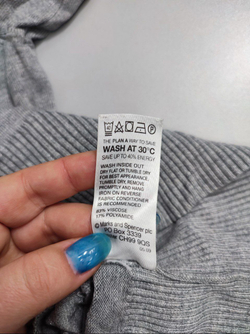 THE PLAN A WAY TO SAVE
WASH AT 30°C
SAVE UP TO 40% ENERGY
WASH INSIDE OUT
DRY FLAT OR TUMBLE DRY
FOR BEST APPEARANCE.
TUMBLE DRY, REMOVE
PROMPTLY AND HANG
IRON ON REVERSE
FABRIC CONDITIONER
IS RECOMMENDED
VISCOSE
POLYAMIDE
Marks and Spencer plc
PO Box 3339
CH99 9QS